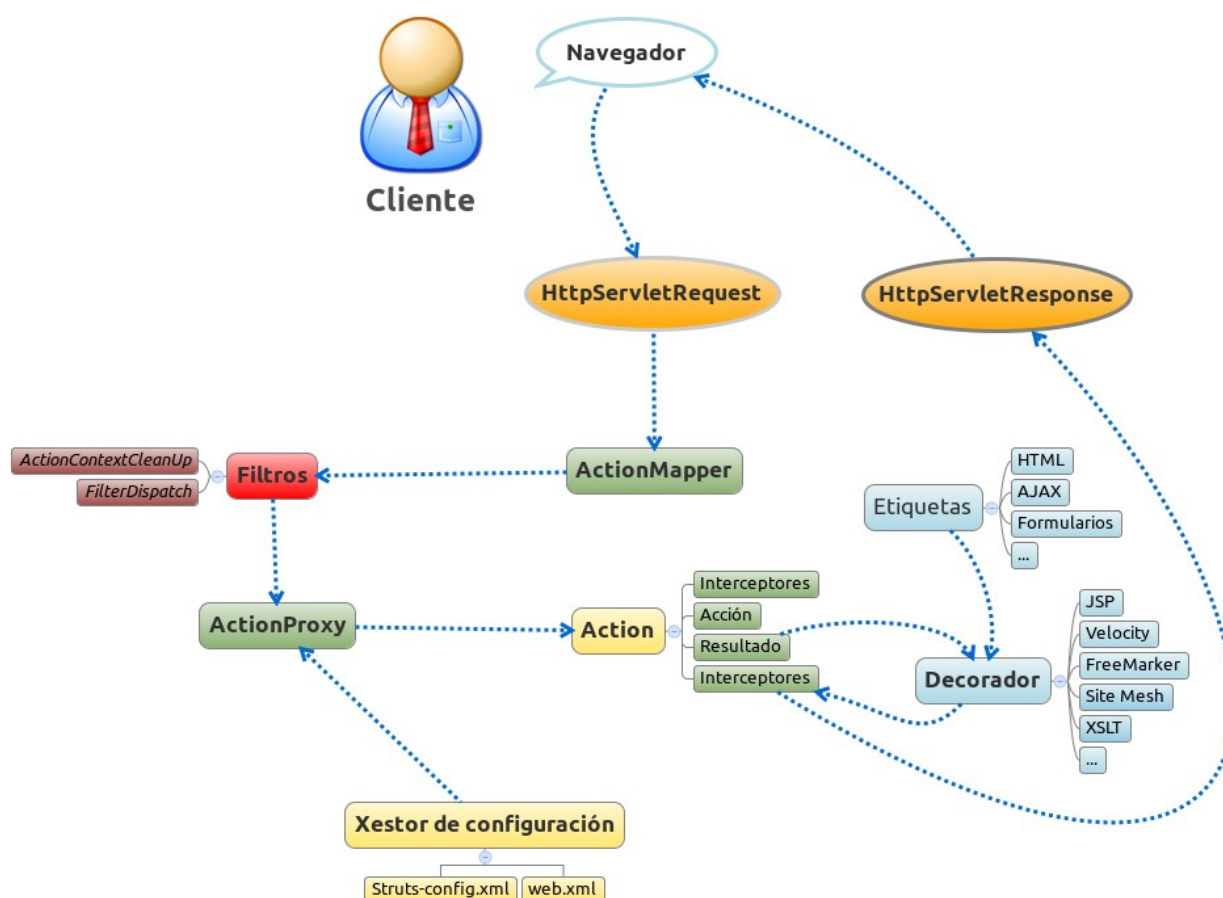 Navegador
Cliente
HttpServletRequest
HttpServletResponse
ActionContextCleanUp
FilterDispatch
Filtros
ActionMapper
Etiquetas
HTML
AJAX
Formularios
...
ActionProxy
Action
Interceptores
Acción
Resultado
Interceptores
Decorador
JSP
Velocity
FreeMarker
Site Mesh
XSLT
...
Xestor de configuración
Struts-config.xml
web.xml